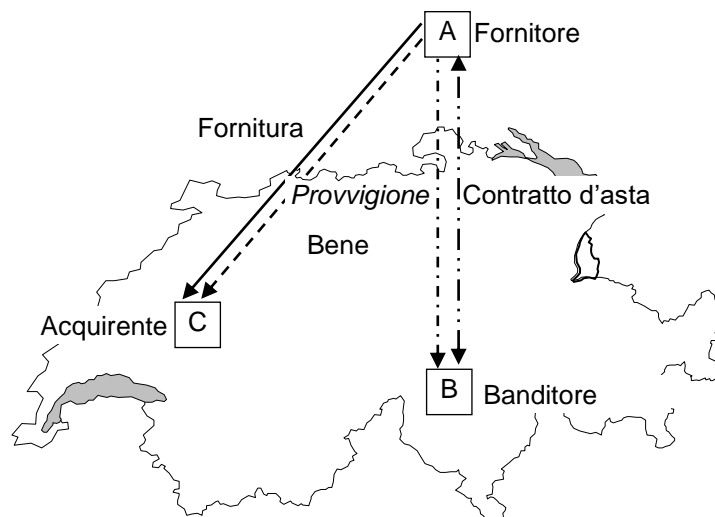 A Fornitore
Fornitura
Provvigione Contratto d'asta
Bene
Acquirente C
B Banditore